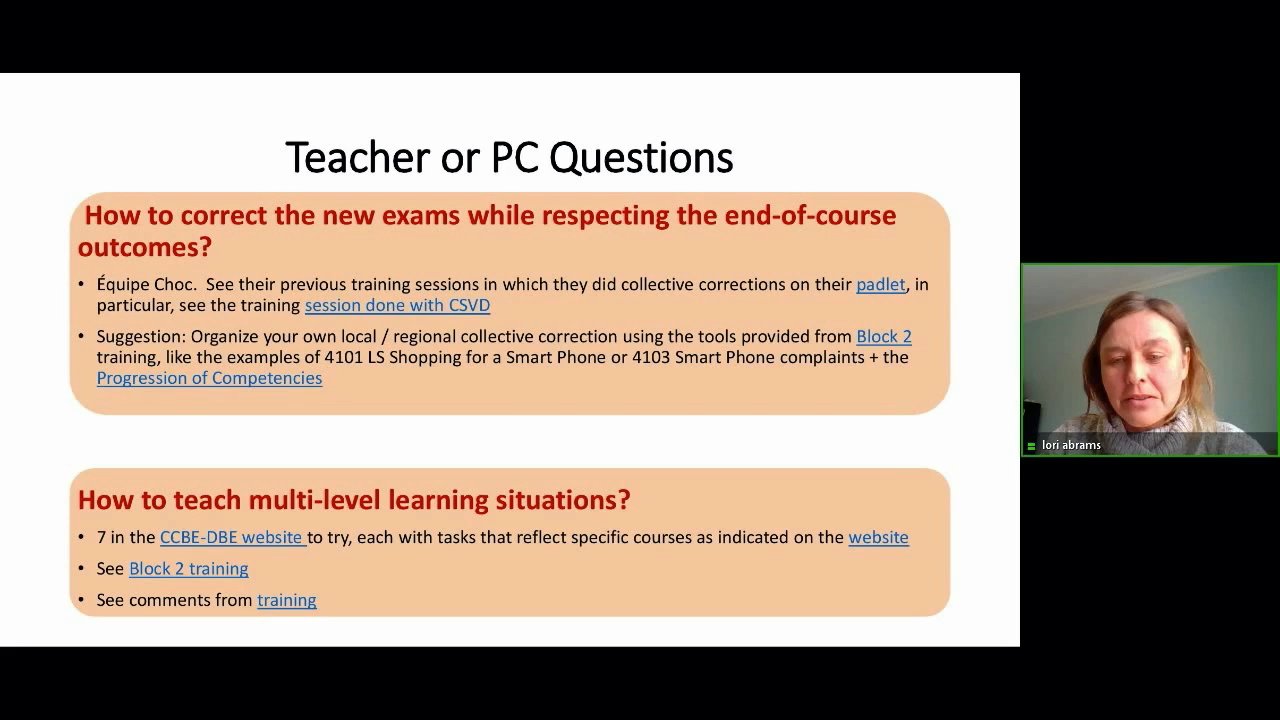 Teacher or PC Questions
How to correct the new exams while respecting the end-of-course
outcomes?
• Équipe Choc.  See their previous training sessions in which they did collective corrections on their padlet, in
particular, see the training session done with CSVD
• Suggestion: Organize your own local / regional collective correction using the tools provided from Block 2
training, like the examples of 4101 LS Shopping for a Smart Phone or 4103 Smart Phone complaints + the
Progression of Competencies
How to teach multi-level learning situations?
• 7 in the CCBE-DBE website to try, each with tasks that reflect specific courses as indicated on the website
• See Block 2 training
• See comments from training
lori abrams